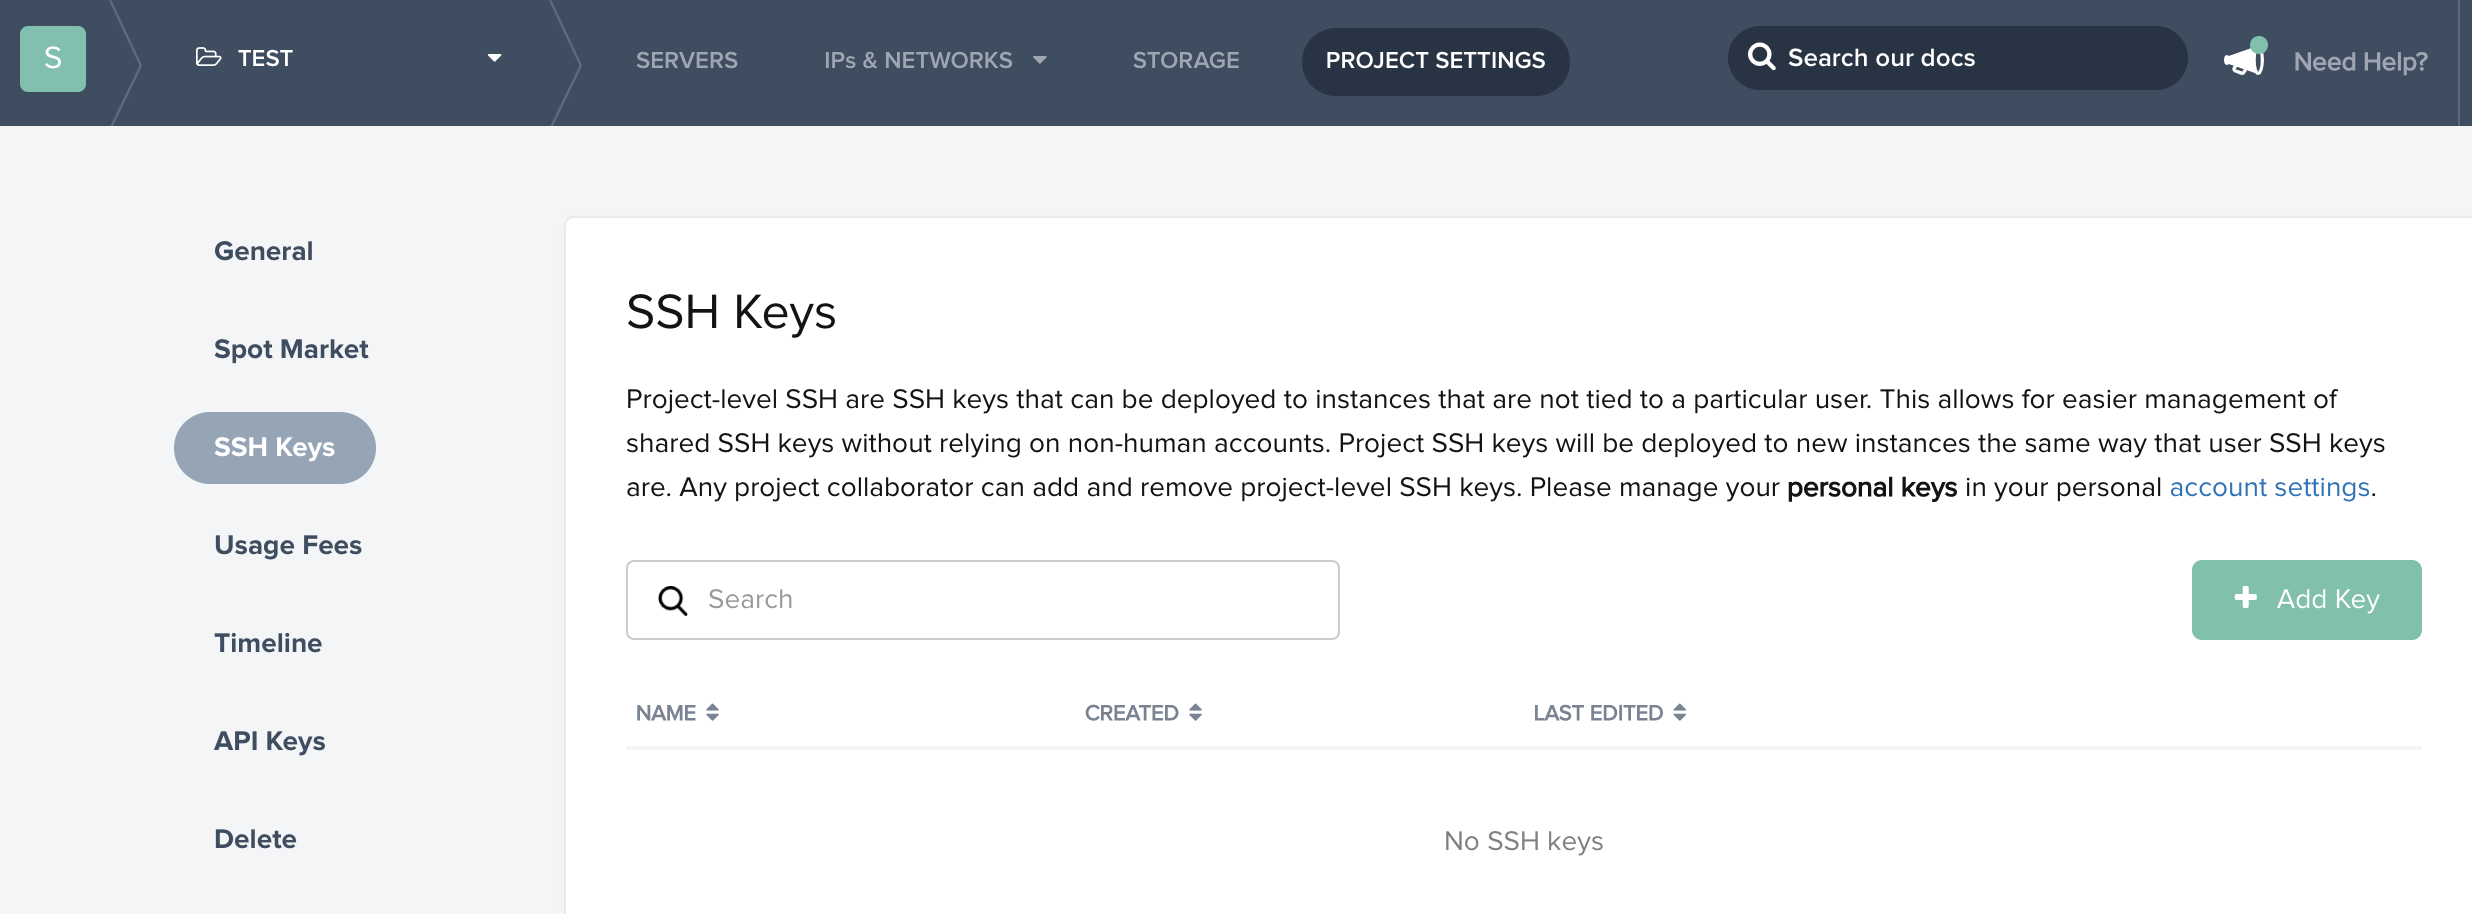 S
TEST
SERVERS
IPs & NETWORKS
STORAGE
PROJECT SETTINGS
Search our docs
Need Help?
General
Spot Market
SSH Keys
Usage Fees
Timeline
API Keys
Delete
SSH Keys
Project-level SSH are SSH keys that can be deployed to instances that are not tied to a particular user. This allows for easier management of
shared SSH keys without relying on non-human accounts. Project SSH keys will be deployed to new instances the same way that user SSH keys
are. Any project collaborator can add and remove project-level SSH keys. Please manage your personal keys in your personal account settings.
Search
Add Key
NAME
CREATED
LAST EDITED
No SSH keys